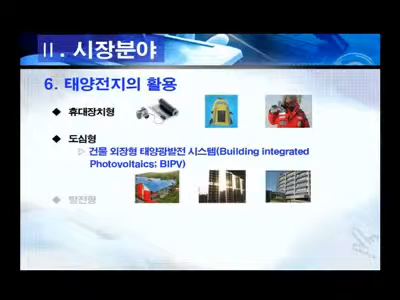 Ⅱ. 시장분야
6. 태양전지의 활용
◆ 휴대장치형
◆ 도심형
▷ 건물 외장형 태양광발전 시스템(Building integrated
Photovoltaics; BIPV)
◆ 발전형